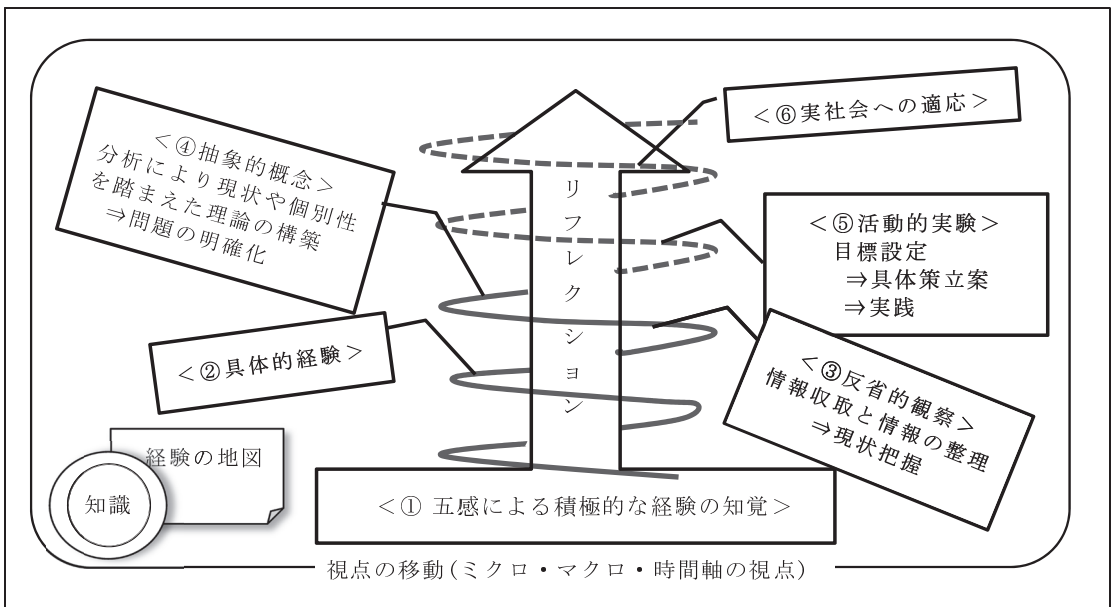 <⑥実社会への適応>
<④抽象的概念>
分析により現状や個別性
を踏まえた理論の構築
⇒問題の明確化
リフレクション
<⑤活動的実験>
目標設定
⇒具体策立案
⇒実践
<②具体的経験>
<③反省的観察>
情報収取と情報の整理
⇒現状把握
経験の地図
知識
<① 五感による積極的な経験の知覚>
視点の移動(ミクロ・マクロ・時間軸の視点)